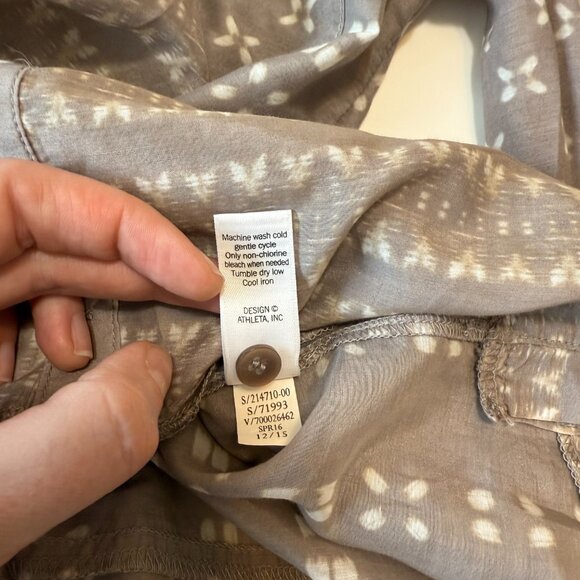 Machine wash cold
gentle cycle
Only non-chlorine
bleach when needed
Tumble dry low
Cool iron
DESIGN ©
ATHLETA, INC
S/214710-00
S/71993
V/700026462
SPR16
12/15